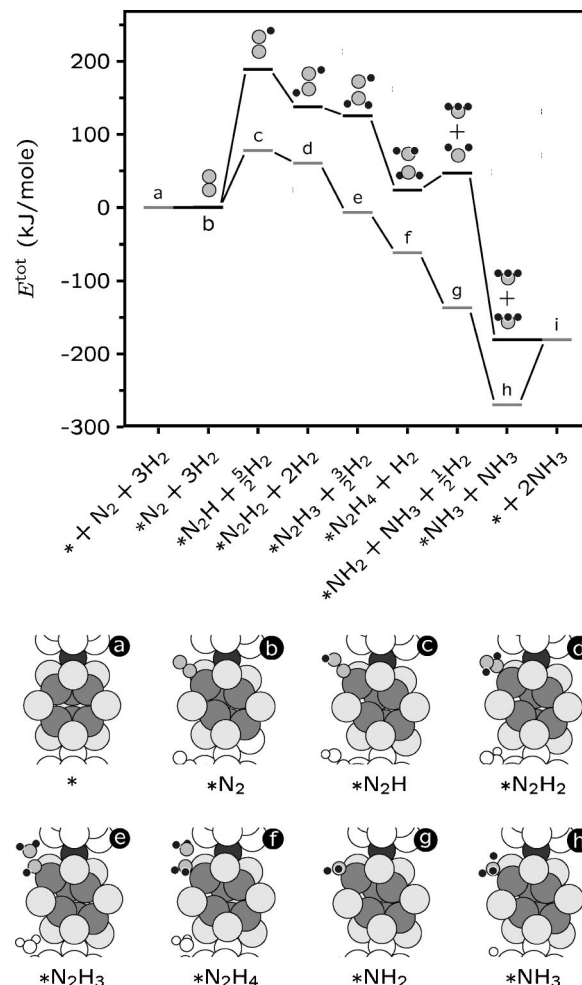 200
100
0
-100
-200
-300
E^tot (kJ/mole)
a
b
c
d
e
f
g
h
i
+
+
* + N₂ + 3H₂
*N₂ + 3H₂
*N₂H + 5/2H₂
*N₂H₂ + 2H₂
*N₂H₃ + 3/2H₂
*N₂H₄ + H₂
*NH₂ + NH₃ + 1/2H₂
*NH₃ + NH₃
* + 2NH₃
a b c d
* *N₂ *N₂H *N₂H₂
e f g h
*N₂H₃ *N₂H₄ *NH₂ *NH₃